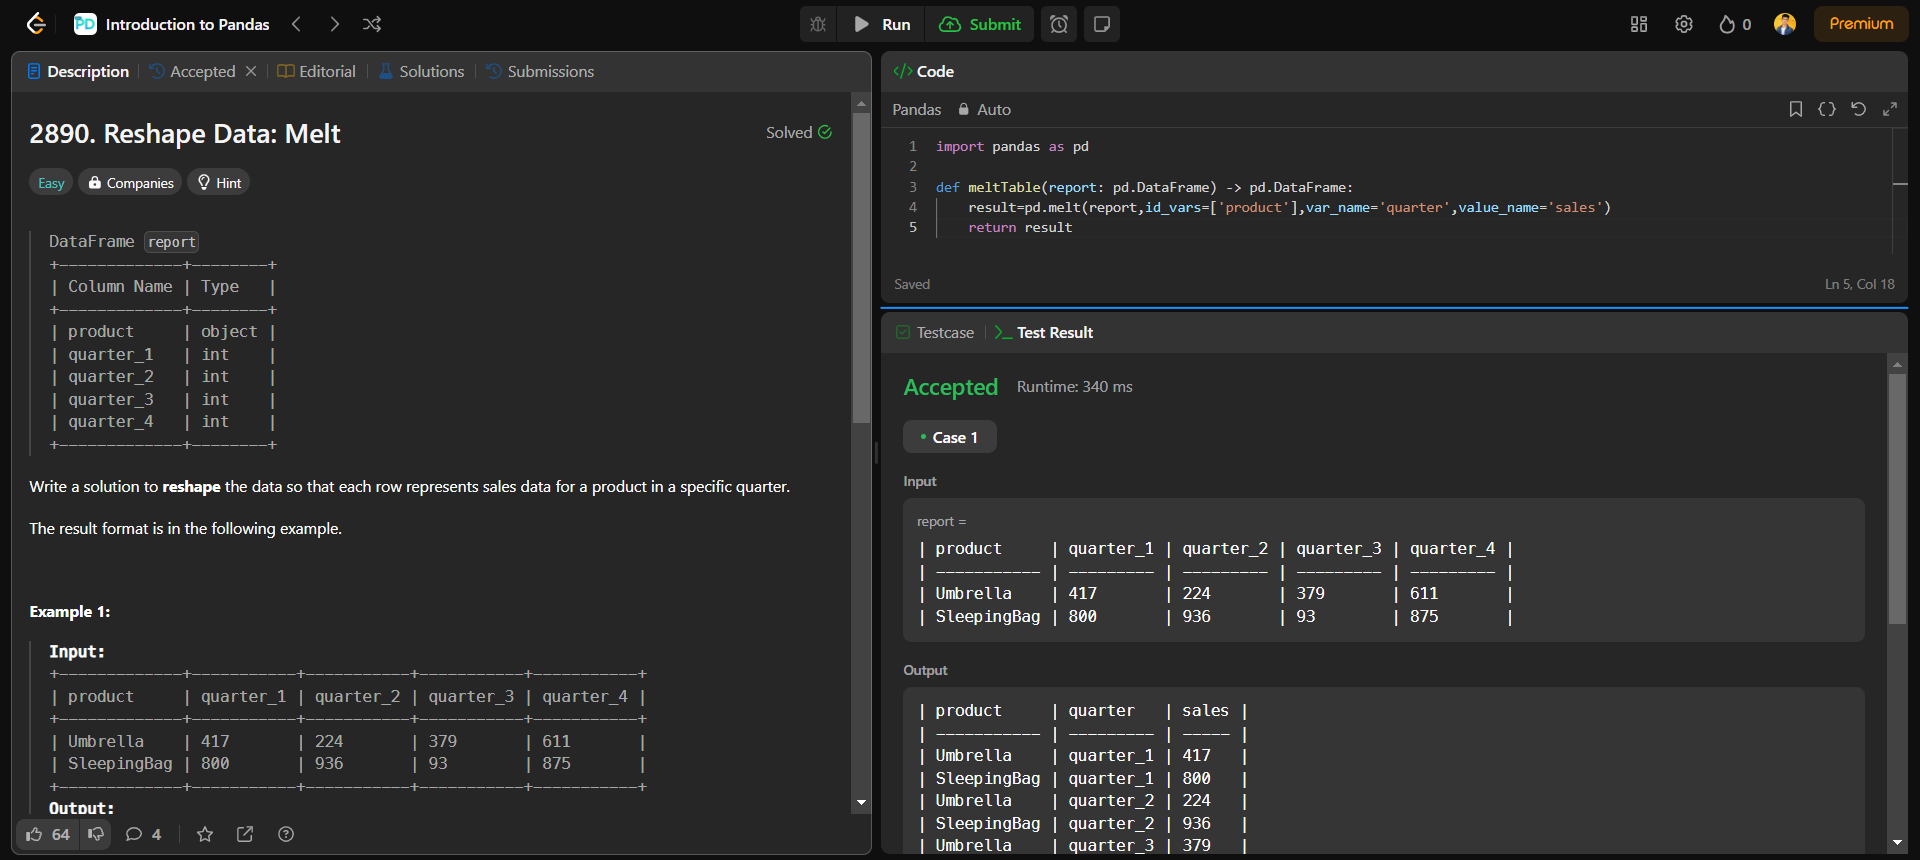 Introduction to Pandas
Run
Submit
0
Premium
Description
Accepted
Editorial
Solutions
Submissions
2890. Reshape Data: Melt
Solved
Easy
Companies
Hint
DataFrame report
+-------------+--------+
| Column Name | Type   |
+-------------+--------+
| product     | object |
| quarter_1   | int    |
| quarter_2   | int    |
| quarter_3   | int    |
| quarter_4   | int    |
+-------------+--------+
Write a solution to reshape the data so that each row represents sales data for a product in a specific quarter.
The result format is in the following example.
Example 1:
Input:
+-------------+-----------+-----------+-----------+-----------+
| product     | quarter_1 | quarter_2 | quarter_3 | quarter_4 |
+-------------+-----------+-----------+-----------+-----------+
| Umbrella    | 417       | 224       | 379       | 611       |
| SleepingBag | 800       | 936       | 93        | 875       |
+-------------+-----------+-----------+-----------+-----------+
Output:
64
4
Code
Pandas
Auto
1 import pandas as pd
2
3 def meltTable(report: pd.DataFrame) -> pd.DataFrame:
4     result=pd.melt(report,id_vars=['product'],var_name='quarter',value_name='sales')
5     return result
Saved
Ln 5, Col 18
Testcase
Test Result
Accepted
Runtime: 340 ms
Case 1
Input
report =
| product     | quarter_1 | quarter_2 | quarter_3 | quarter_4 |
| ----------- | --------- | --------- | --------- | --------- |
| Umbrella    | 417       | 224       | 379       | 611       |
| SleepingBag | 800       | 936       | 93        | 875       |
Output
| product     | quarter   | sales |
| ----------- | --------- | ----- |
| Umbrella    | quarter_1 | 417   |
| SleepingBag | quarter_1 | 800   |
| Umbrella    | quarter_2 | 224   |
| SleepingBag | quarter_2 | 936   |
| Umbrella    | quarter_3 | 379   |